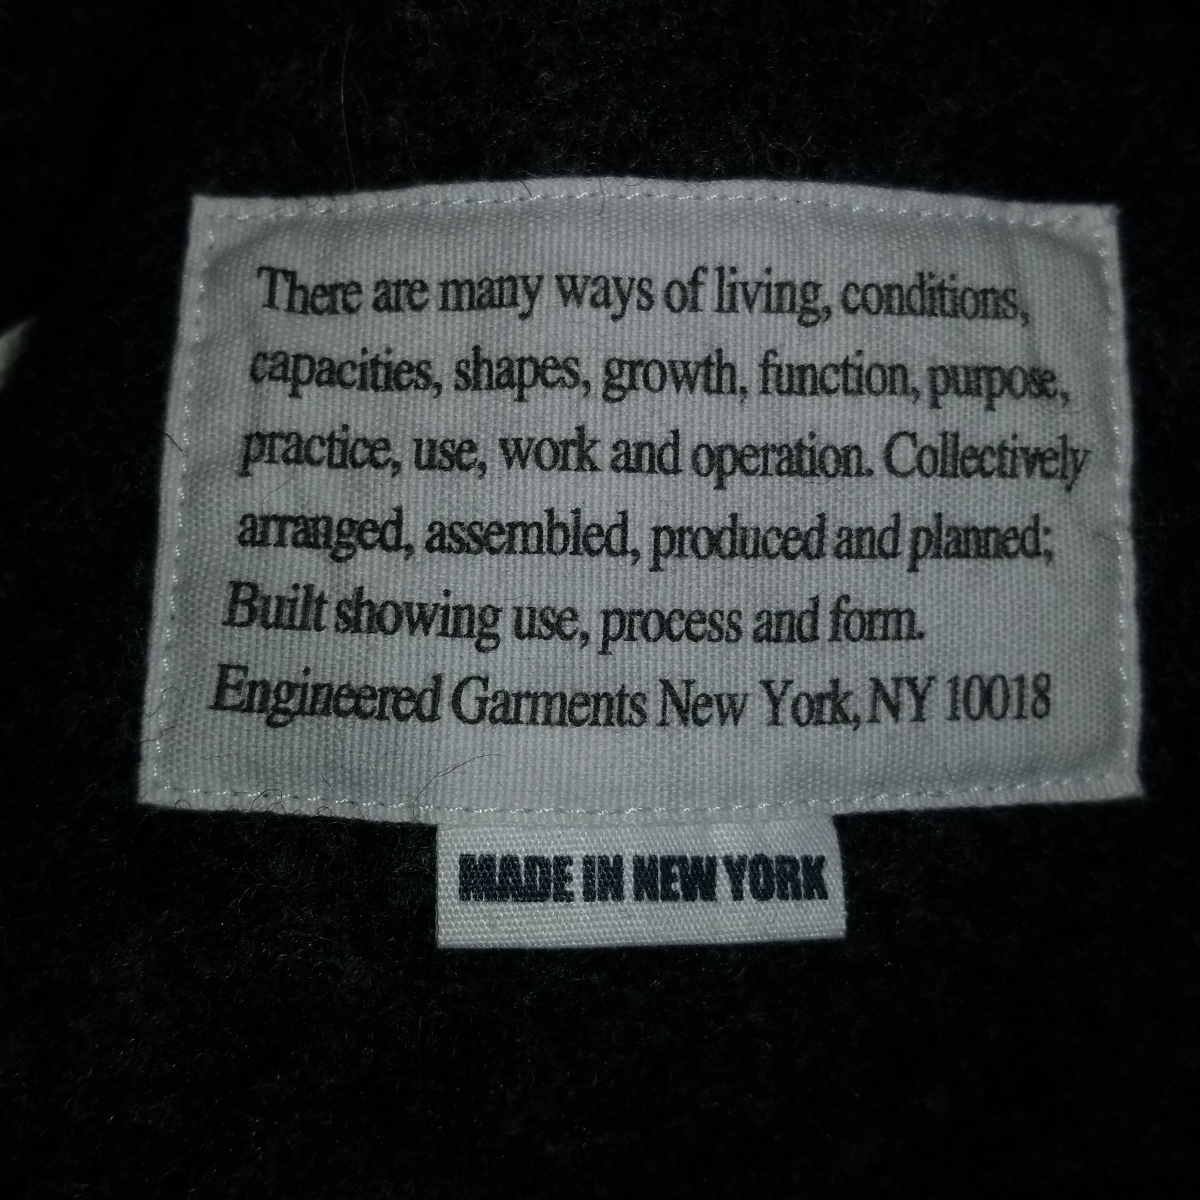 There are many ways of living, conditions,
capacities, shapes, growth, function, purpose,
practice, use, work and operation. Collectively
arranged, assembled, produced and planned;
Built showing use, process and form.
Engineered Garments New York, NY 10018
MADE IN NEW YORK